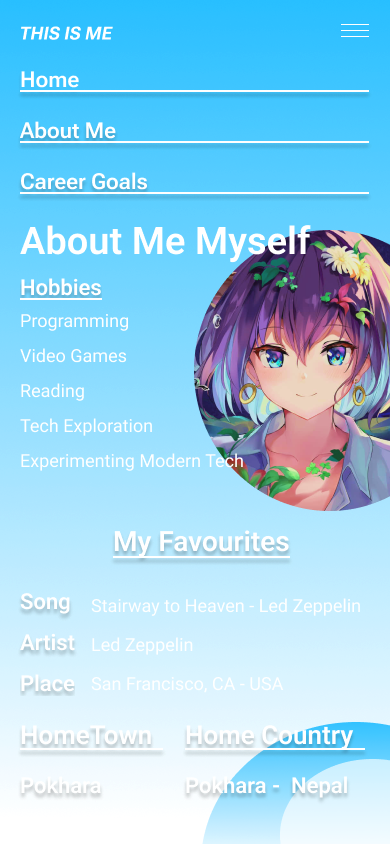 THIS IS ME
Home
About Me
Career Goals
About Me Myself
Hobbies
Programming
Video Games
Reading
Tech Exploration
Experimenting Modern Tech
My Favourites
Song Stairway to Heaven - Led Zeppelin
Artist Led Zeppelin
Place San Francisco, CA - USA
HomeTown Home Country
Pokhara Poknara - Nepal